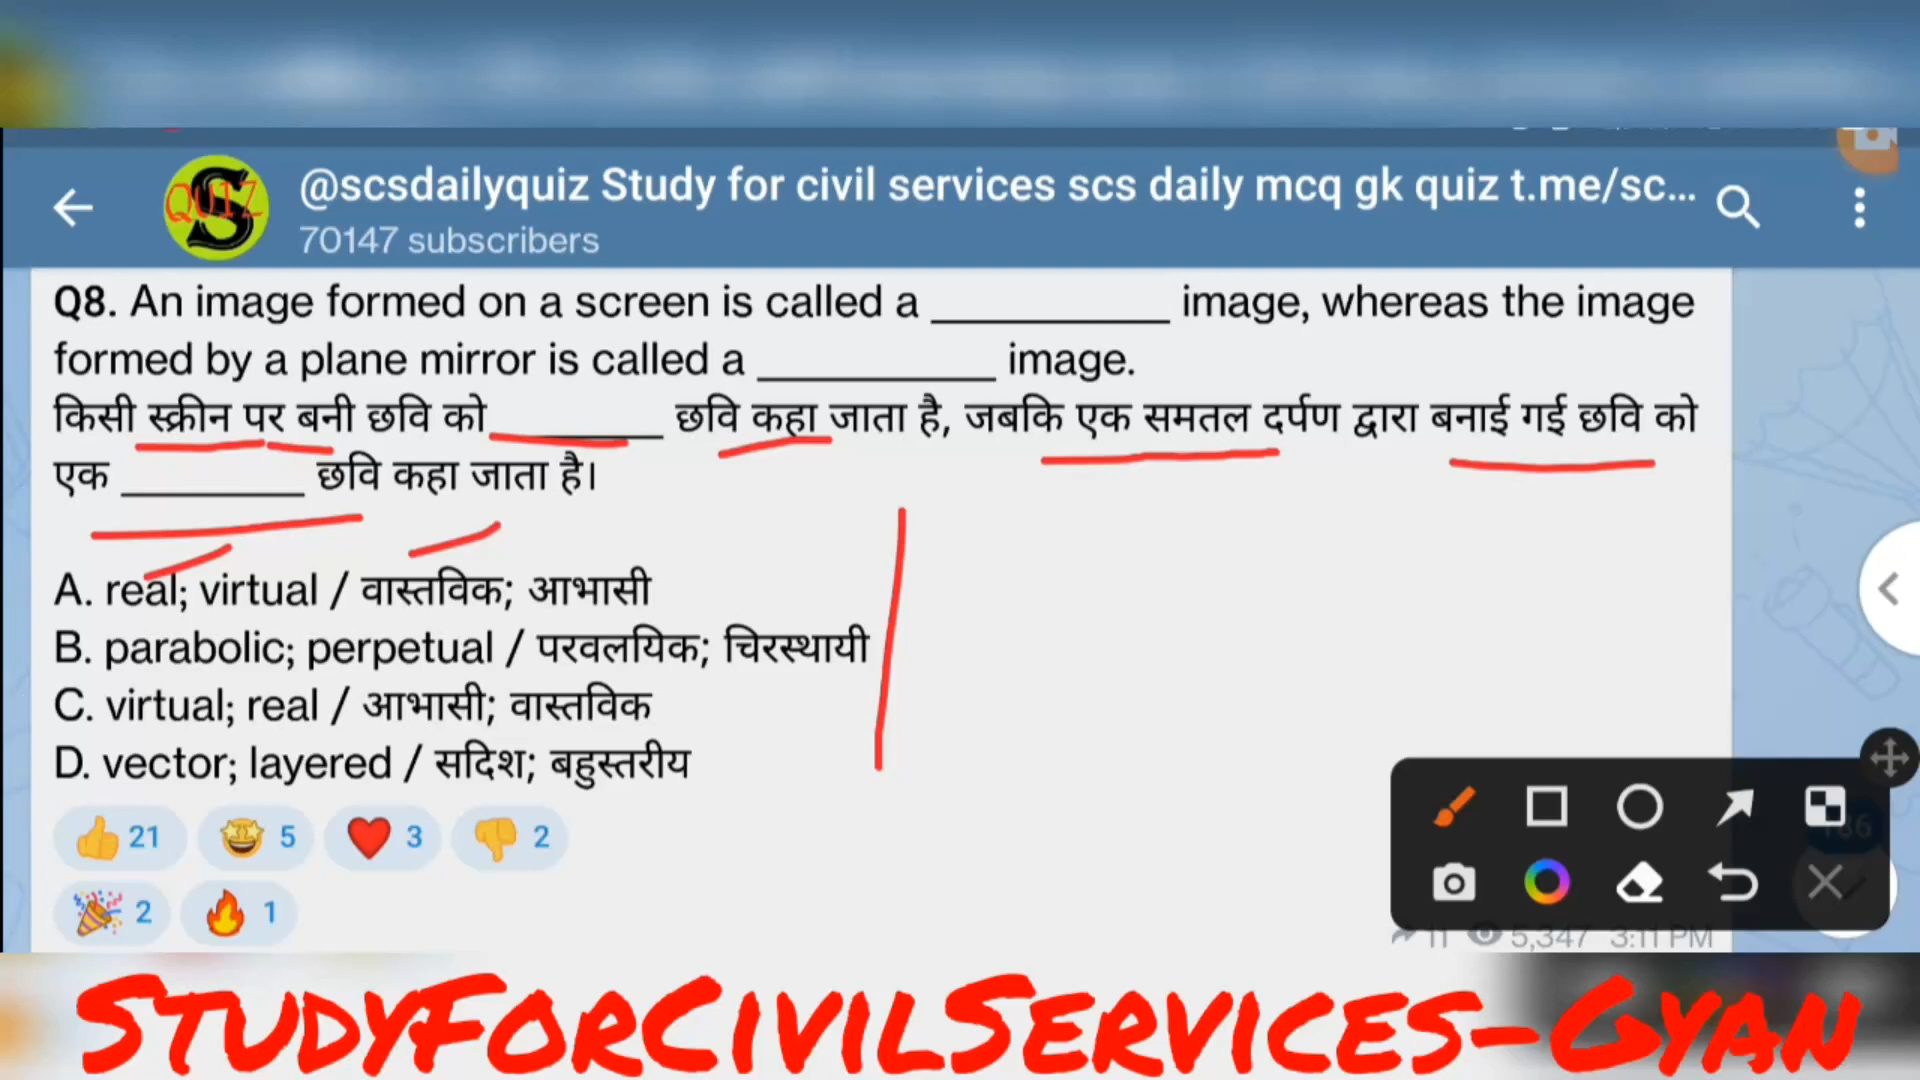 @scsdailyquiz Study for civil services scs daily mcq gk quiz t.me/sc...
QUIZ S
70147 subscribers
Q8. An image formed on a screen is called a __________ image, whereas the image
formed by a plane mirror is called a __________ image.
किसी स्क्रीन पर बनी छवि को ________ छवि कहा जाता है, जबकि एक समतल दर्पण द्वारा बनाई गई छवि को
एक ________ छवि कहा जाता है।
A. real; virtual / वास्तविक; आभासी
B. parabolic; perpetual / परवलयिक; चिरस्थायी
C. virtual; real / आभासी; वास्तविक
D. vector; layered / सदिश; बहुस्तरीय
21 5 3 2
2 1
11 5,347 3:11 PM
StudyForCivilServices-Gyan